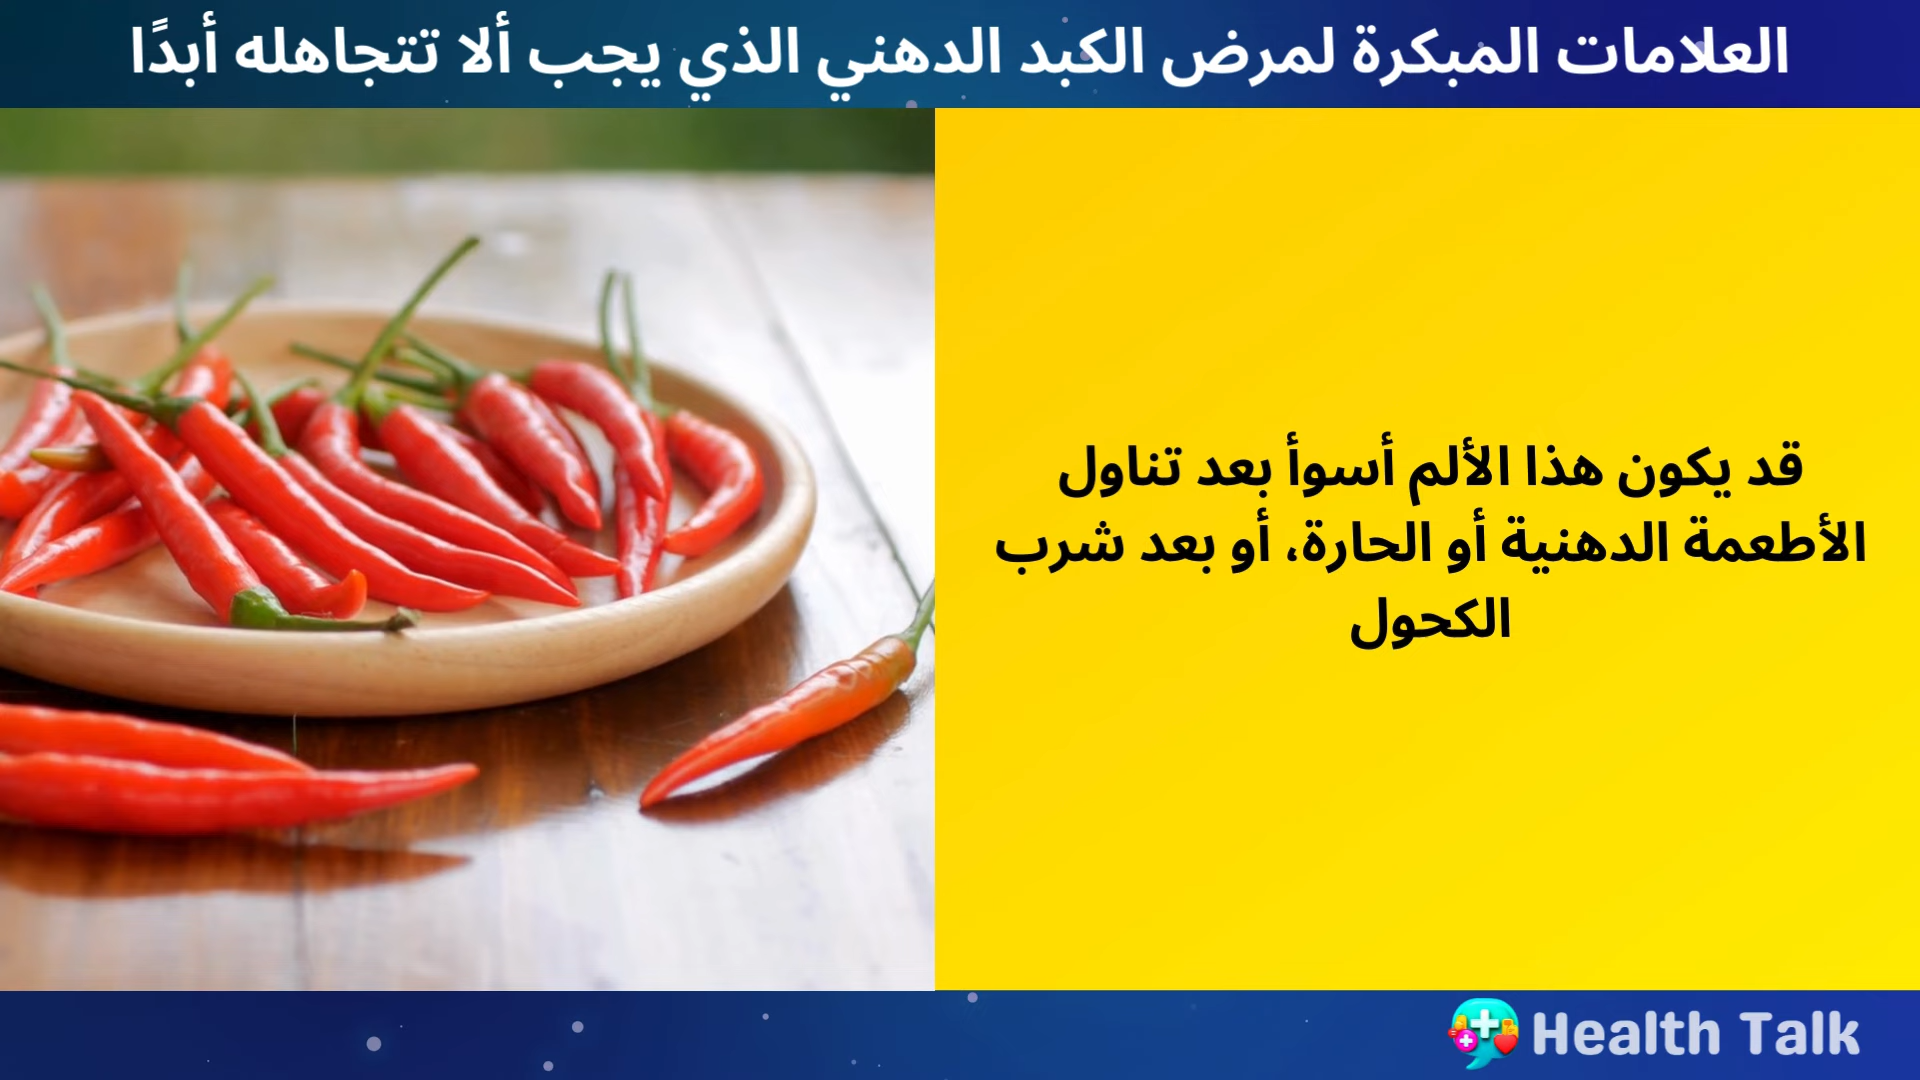 العلامات المبكرة لمرض الكبد الدهني الذي يجب ألا تتجاهله أبدًا
قد يكون هذا الألم أسوأ بعد تناول
الأطعمة الدهنية أو الحارة، أو بعد شرب
الكحول
Health Talk